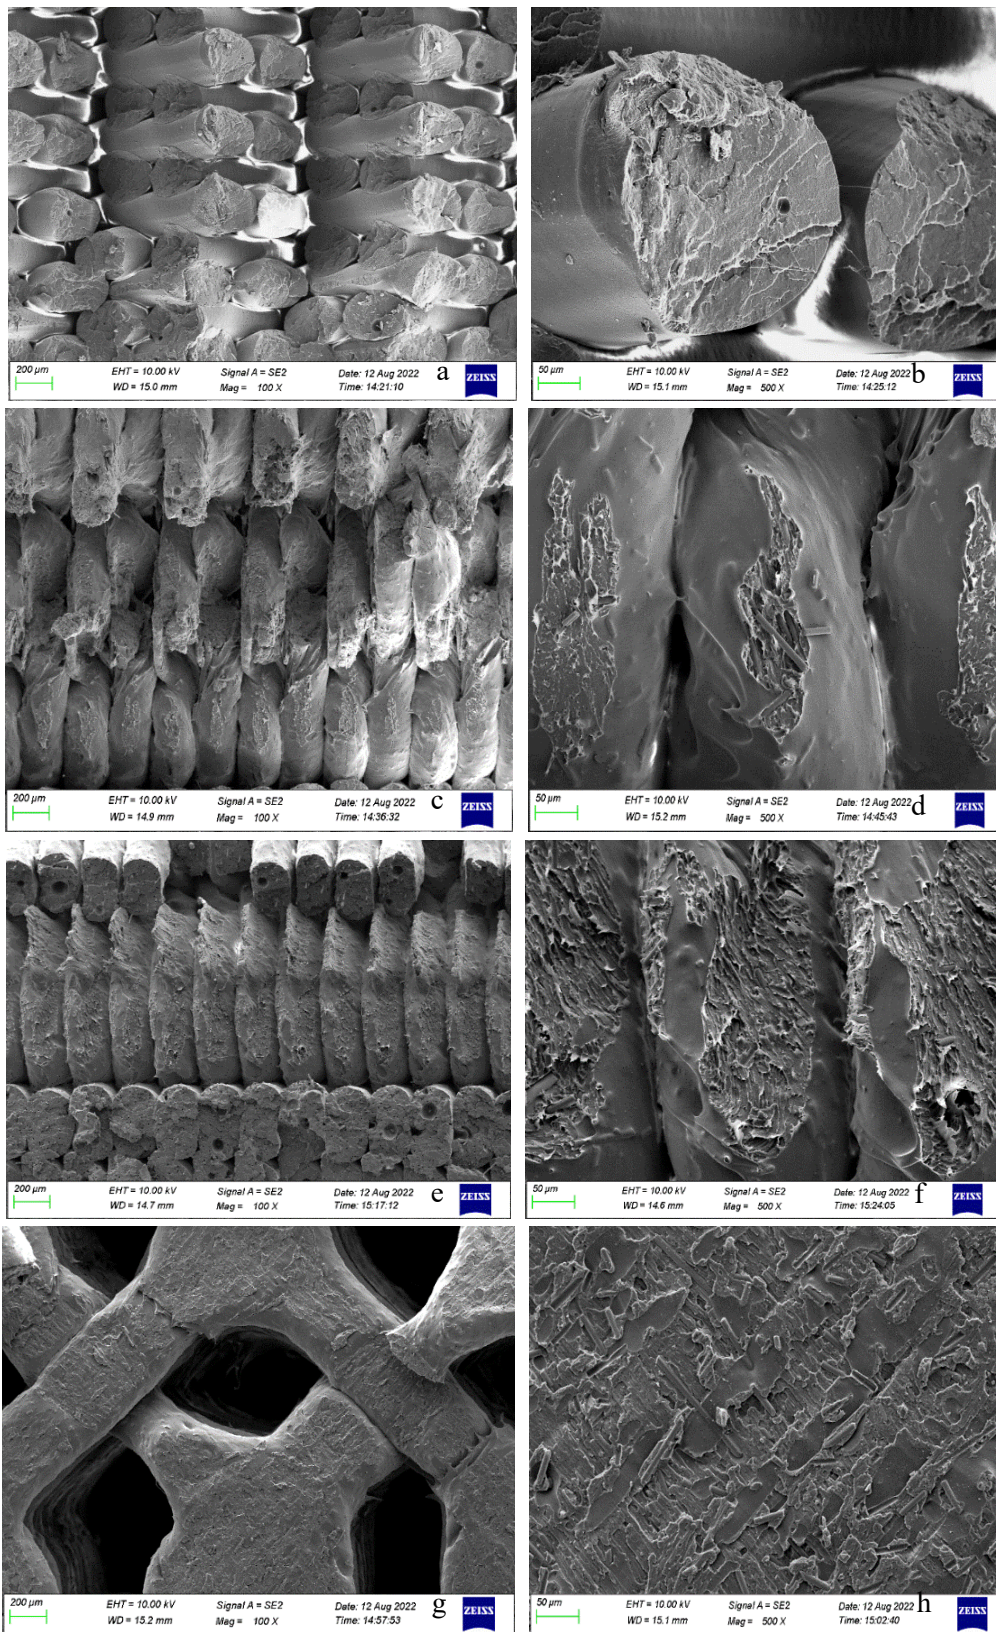 200 µm EHT = 10.00 kV Signal A = SE2 Date: 12 Aug 2022 a ZEISS
WD = 15.0 mm Mag = 100 X Time: 14:21:10
50 µm EHT = 10.00 kV Signal A = SE2 Date: 12 Aug 2022 b ZEISS
WD = 15.1 mm Mag = 500 X Time: 14:25:12
200 µm EHT = 10.00 kV Signal A = SE2 Date: 12 Aug 2022 c ZEISS
WD = 14.9 mm Mag = 100 X Time: 14:36:32
50 µm EHT = 10.00 kV Signal A = SE2 Date: 12 Aug 2022 d ZEISS
WD = 15.2 mm Mag = 500 X Time: 14:45:43
200 µm EHT = 10.00 kV Signal A = SE2 Date: 12 Aug 2022 e ZEISS
WD = 14.7 mm Mag = 100 X Time: 15:17:12
50 µm EHT = 10.00 kV Signal A = SE2 Date: 12 Aug 2022 f ZEISS
WD = 14.6 mm Mag = 500 X Time: 15:24:05
200 µm EHT = 10.00 kV Signal A = SE2 Date: 12 Aug 2022 g ZEISS
WD = 15.2 mm Mag = 100 X Time: 14:57:53
50 µm EHT = 10.00 kV Signal A = SE2 Date: 12 Aug 2022 h ZEISS
WD = 15.1 mm Mag = 500 X Time: 15:02:40